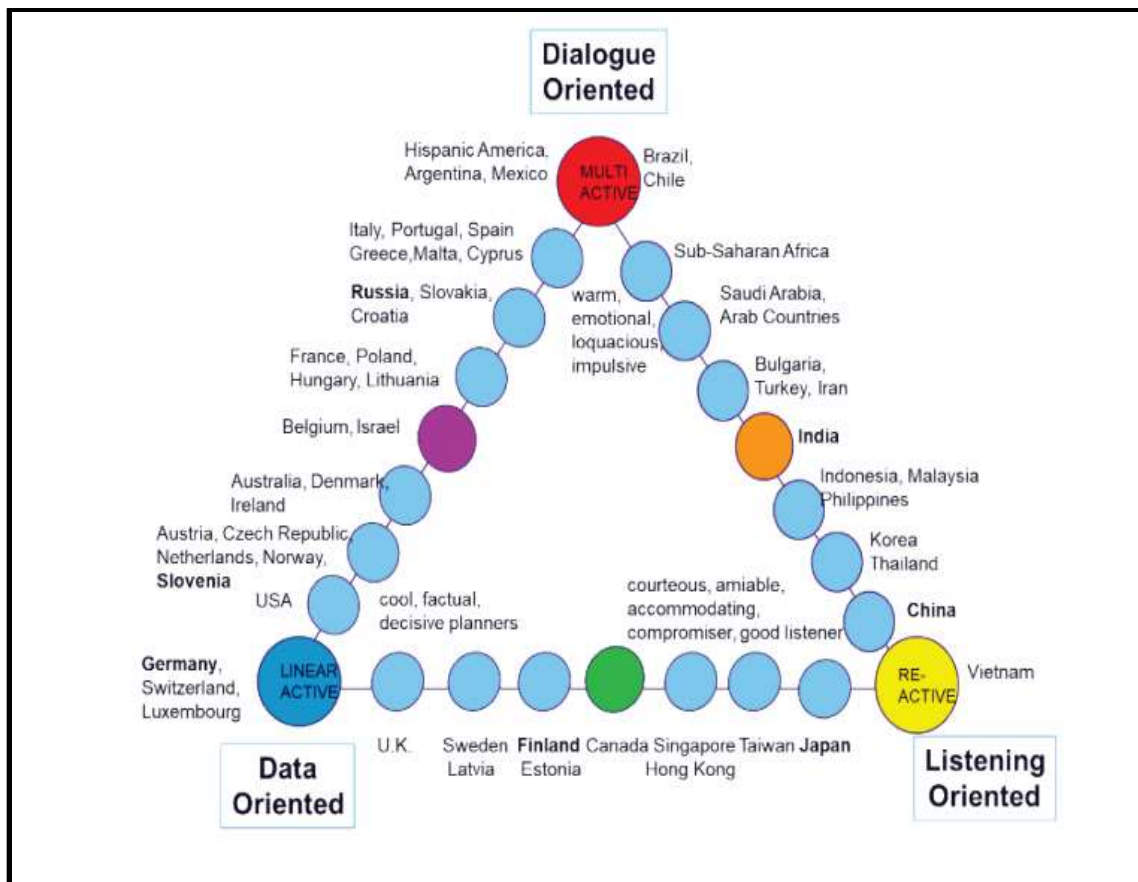 Dialogue
Oriented
Hispanic America,
Argentina, Mexico
MULTI
ACTIVE
Brazil,
Chile
Italy, Portugal, Spain
Greece,Malta, Cyprus
Sub-Saharan Africa
Russia, Slovakia,
Croatia
warm,
emotional,
loquacious,
impulsive
Saudi Arabia,
Arab Countries
France, Poland,
Hungary, Lithuania
Bulgaria,
Turkey, Iran
Belgium, Israel
India
Australia, Denmark,
Ireland
Indonesia, Malaysia
Philippines
Austria, Czech Republic,
Netherlands, Norway,
Slovenia
Korea
Thailand
USA
cool, factual,
decisive planners
courteous, amiable,
accommodating,
compromiser, good listener
China
Germany,
Switzerland,
Luxembourg
LINEAR
ACTIVE
RE-
ACTIVE
Vietnam
U.K.
Sweden
Latvia
Finland
Estonia
Canada
Singapore
Hong Kong
Taiwan
Japan
Data
Oriented
Listening
Oriented